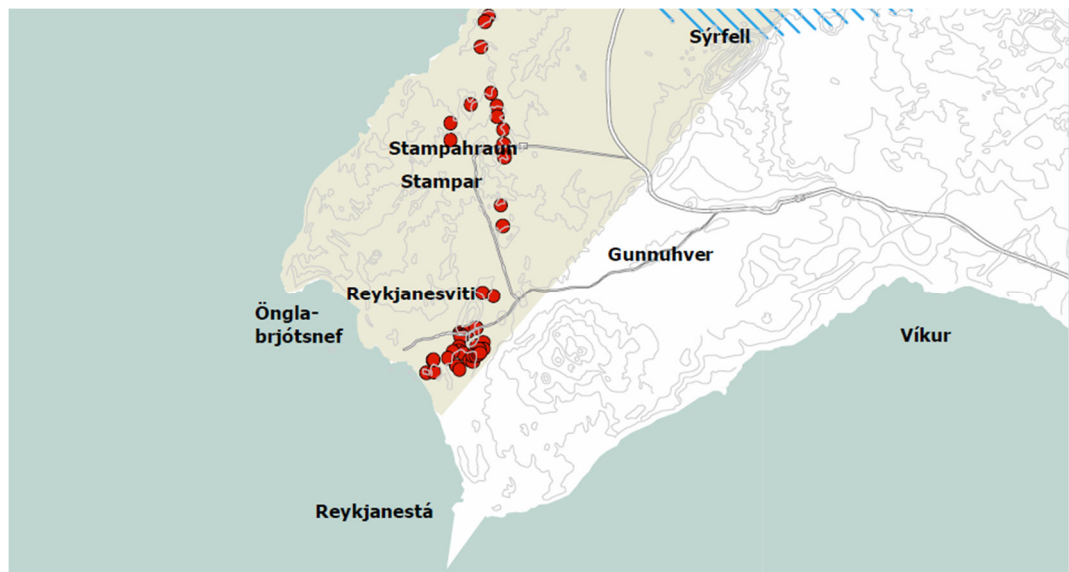 Sýrfell
Stampahraun
Stampar
Gunnuhver
Reykjanesviti
Öngla-
brjótsnef
Víkur
Reykjanestá